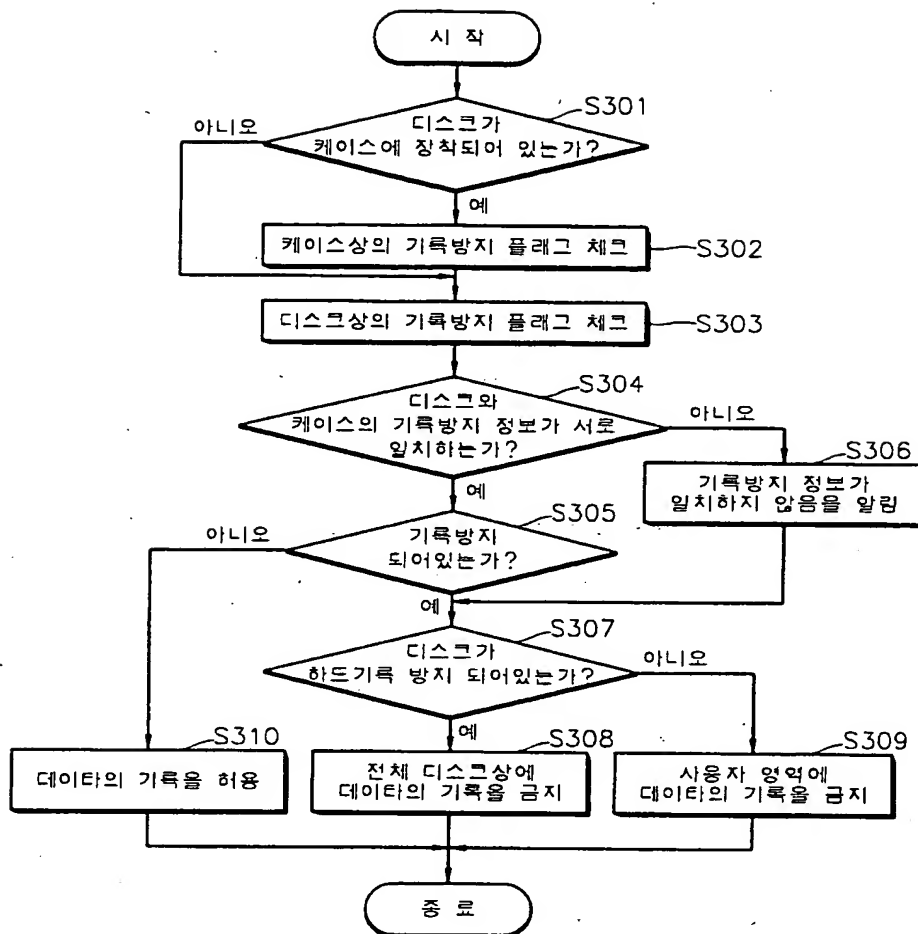 시 작
S301
디스크가
케이스에 장착되어 있는가?
아니오
예
케이스상의 기록방지 플래그 체크
S302
디스크상의 기록방지 플래그 체크
S303
S304
디스크와
케이스의 기록방지 정보가 서로
일치하는가?
아니오
예
S306
기록방지 정보가
일치하지 않음을 알림
S305
기록방지
되어있는가?
아니오
예
S307
디스크가
하드기록 방지 되어있는가?
아니오
예
S310
데이타의 기록을 허용
S308
전체 디스크상에
데이타의 기록을 금지
S309
사용자 영역에
데이타의 기록을 금지
종 료